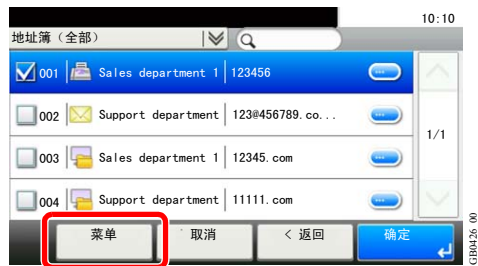 10:10
地址簿（全部）
001 Sales department 1 123456
002 Support department 123@456789.co...
003 Sales department 1 12345.com
004 Support department 11111.com
1/1
菜单 取消 < 返回 确定
GB0426_00